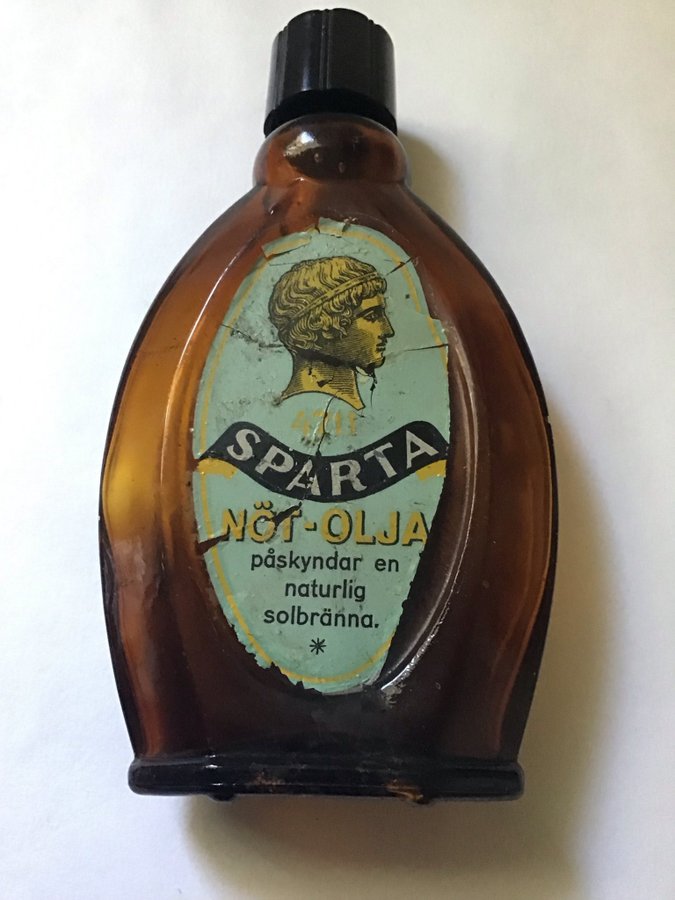 4711
SPARTA
NÖT-OLJA
påskyndar en
naturlig
solbränna.
*